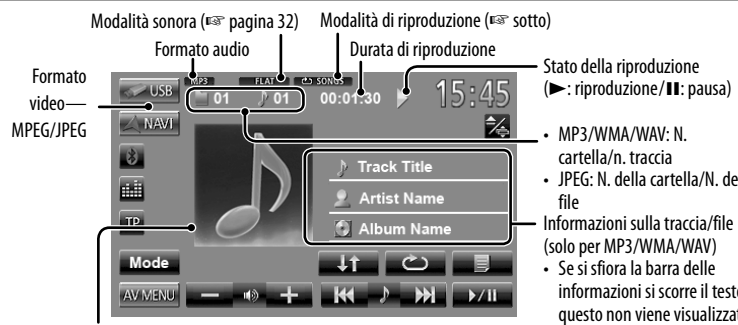 Modalità sonora (☞ pagina 32)
Modalità di riproduzione (☞ sotto)
Formato audio
Durata di riproduzione
Formato
video—
MPEG/JPEG
Stato della riproduzione
(►: riproduzione/❚❚: pausa)
• MP3/WMA/WAV: N.
cartella/n. traccia
• JPEG: N. della cartella/N. de
file
Informazioni sulla traccia/file
(solo per MP3/WMA/WAV)
• Se si sfiora la barra delle
informazioni si scorre il test
questo non viene visualizzat
MP3
FLAT
SONGS
USB
01
01
00:01:30
15:45
NAVI
Track Title
Artist Name
Album Name
TP
Mode
AV MENU